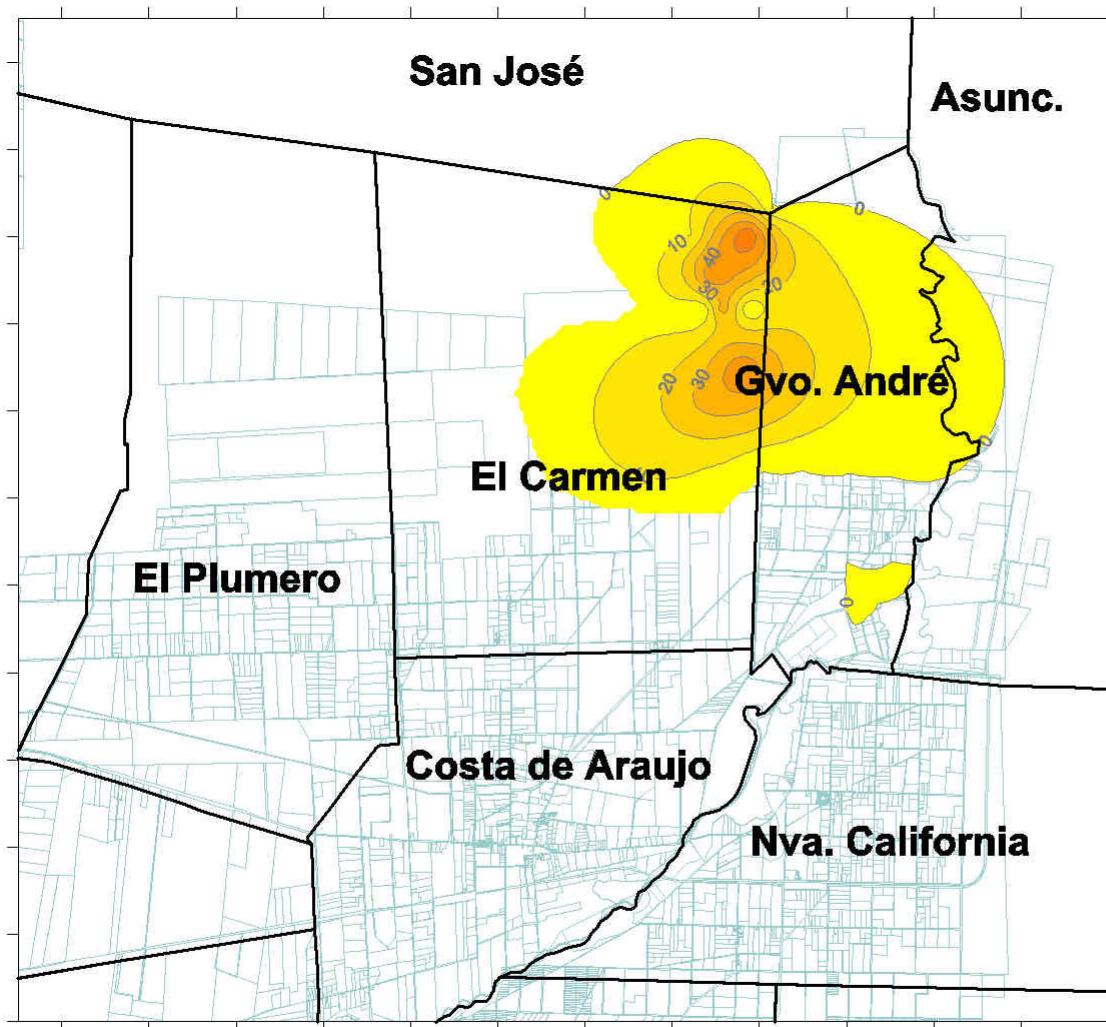 San José
Asunc.
0
0
10
40
30
20
20
30
Gvo. André
0
El Carmen
El Plumero
0
Costa de Araujo
Nva. California